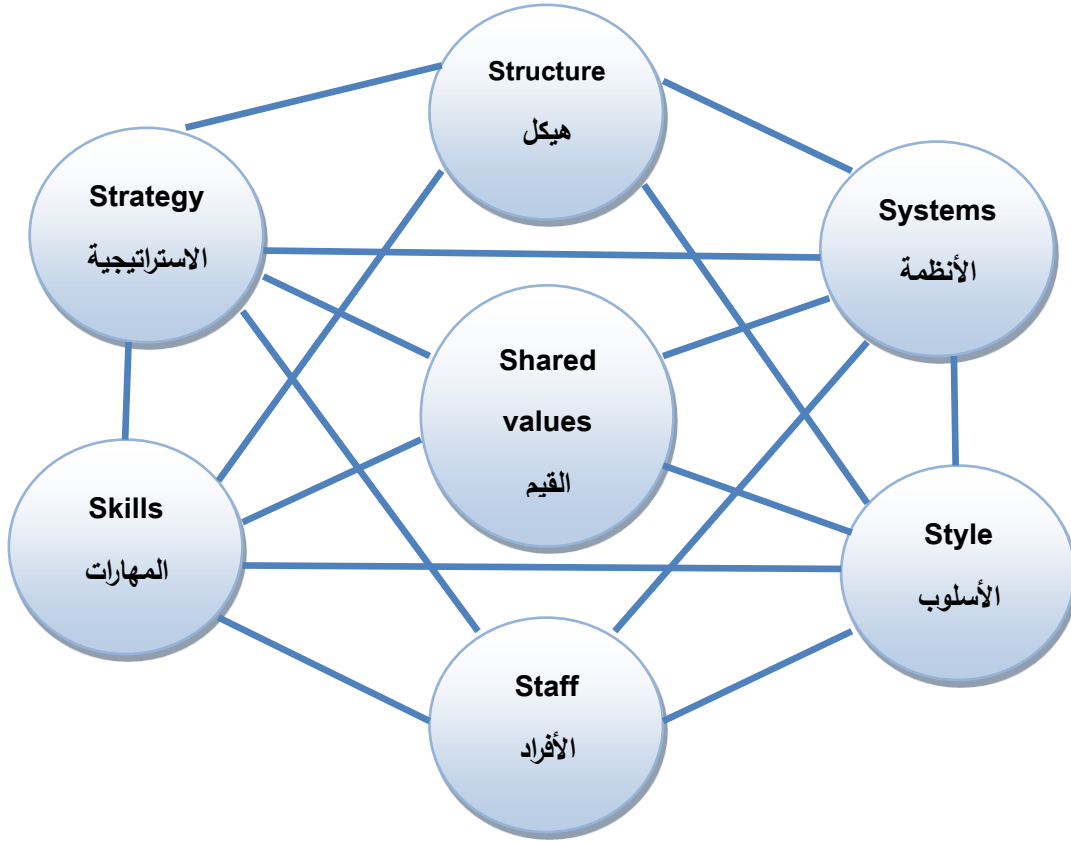 Structure
هيكل
Strategy
الاستراتيجية
Systems
الأنظمة
Shared
values
القيم
Skills
المهارات
Style
الأسلوب
Staff
الأفراد